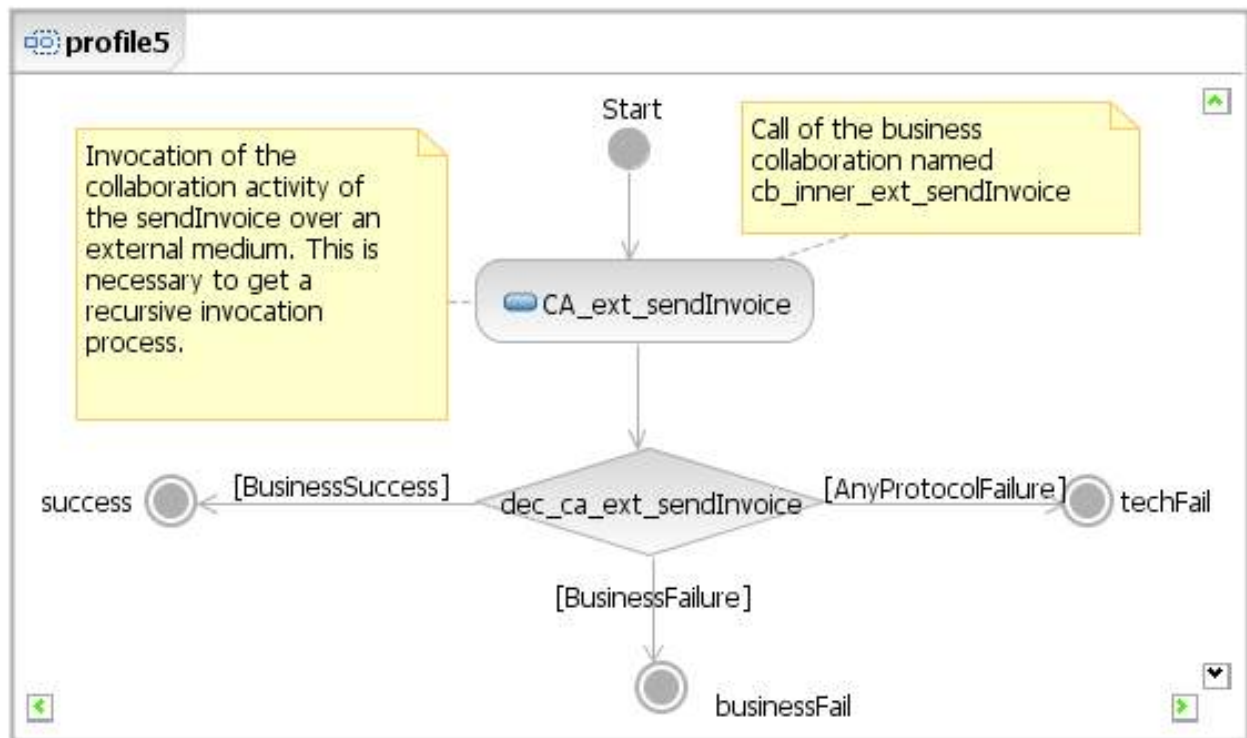 profile5
Start
Invocation of the
collaboration activity of
the sendInvoice over an
external medium. This is
necessary to get a
recursive invocation
process.
Call of the business
collaboration named
cb_inner_ext_sendInvoice
CA_ext_sendInvoice
success
[BusinessSuccess]
dec_ca_ext_sendInvoice
[AnyProtocolFailure]
techFail
[BusinessFailure]
businessFail